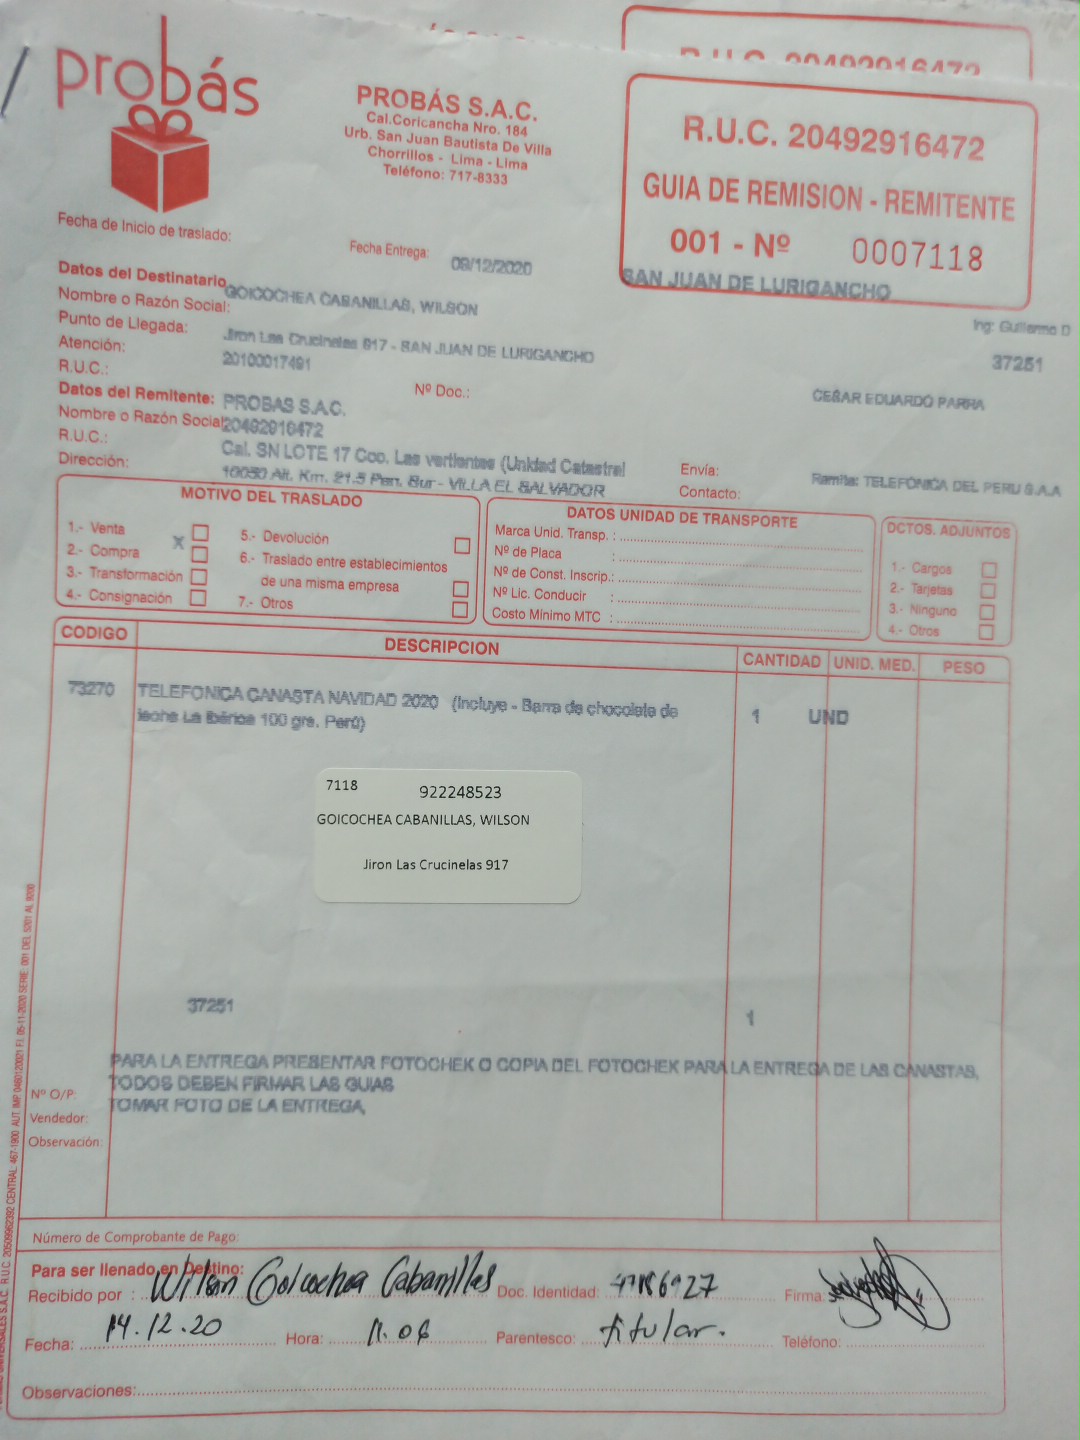 probás
PROBÁS S.A.C.
Cal.Coricancha Nro. 184
Urb. San Juan Bautista De Villa
Chorrillos - Lima - Lima
Teléfono: 717-8333
R.U.C. 20492916472
R.U.C. 20492916472
GUIA DE REMISION - REMITENTE
001 - Nº 0007118
SAN JUAN DE LURIGANCHO
Fecha de Inicio de traslado:
Fecha Entrega: 09/12/2020
Datos del Destinatario
Nombre o Razón Social: GOICOCHEA CABANILLAS, WILSON
Ing: Guillermo D
Punto de Llegada: Jiron Las Crucinelas 917 - SAN JUAN DE LURIGANCHO
37251
Atención: 20100017491
R.U.C.: Nº Doc.:
CESAR EDUARDO PARRA
Datos del Remitente: PROBAS S.A.C.
Nombre o Razón Social 20492916472
R.U.C.: Cal. SN LOTE 17 Coo. Las vertientes (Unidad Catastral
Dirección: 10050 Alt. Km. 21.5 Pan. Sur - VILLA EL SALVADOR
Envía: Remite: TELEFONICA DEL PERU S.A.A
Contacto:
MOTIVO DEL TRASLADO
1.- Venta X
2.- Compra
3.- Transformación
4.- Consignación
5.- Devolución
6.- Traslado entre establecimientos
de una misma empresa
7.- Otros
DATOS UNIDAD DE TRANSPORTE
Marca Unid. Transp. :
Nº de Placa :
Nº de Const. Inscrip.:
Nº Lic. Conducir :
Costo Mínimo MTC :
DCTOS. ADJUNTOS
1.- Cargos
2.- Tarjetas
3.- Ninguno
4.- Otros
CODIGO DESCRIPCION CANTIDAD UNID. MED. PESO
73270 TELEFONICA CANASTA NAVIDAD 2020 (Incluye - Barra de chocolate de
leche La Ibérica 100 grs. Perú) 1 UND
7118 922248523
GOICOCHEA CABANILLAS, WILSON
Jiron Las Crucinelas 917
37251 1
PARA LA ENTREGA PRESENTAR FOTOCHEK O COPIA DEL FOTOCHEK PARA LA ENTREGA DE LAS CANASTAS,
TODOS DEBEN FIRMAR LAS GUIAS
TOMAR FOTO DE LA ENTREGA,
Nº O/P:
Vendedor:
Observación:
Número de Comprobante de Pago:
Para ser llenado en Destino:
Recibido por : Wilson Goicochea Cabanillas Doc. Identidad: Firma:
Fecha: 14.12.20 Hora: 11.06 Parentesco: titular. Teléfono:
Observaciones: